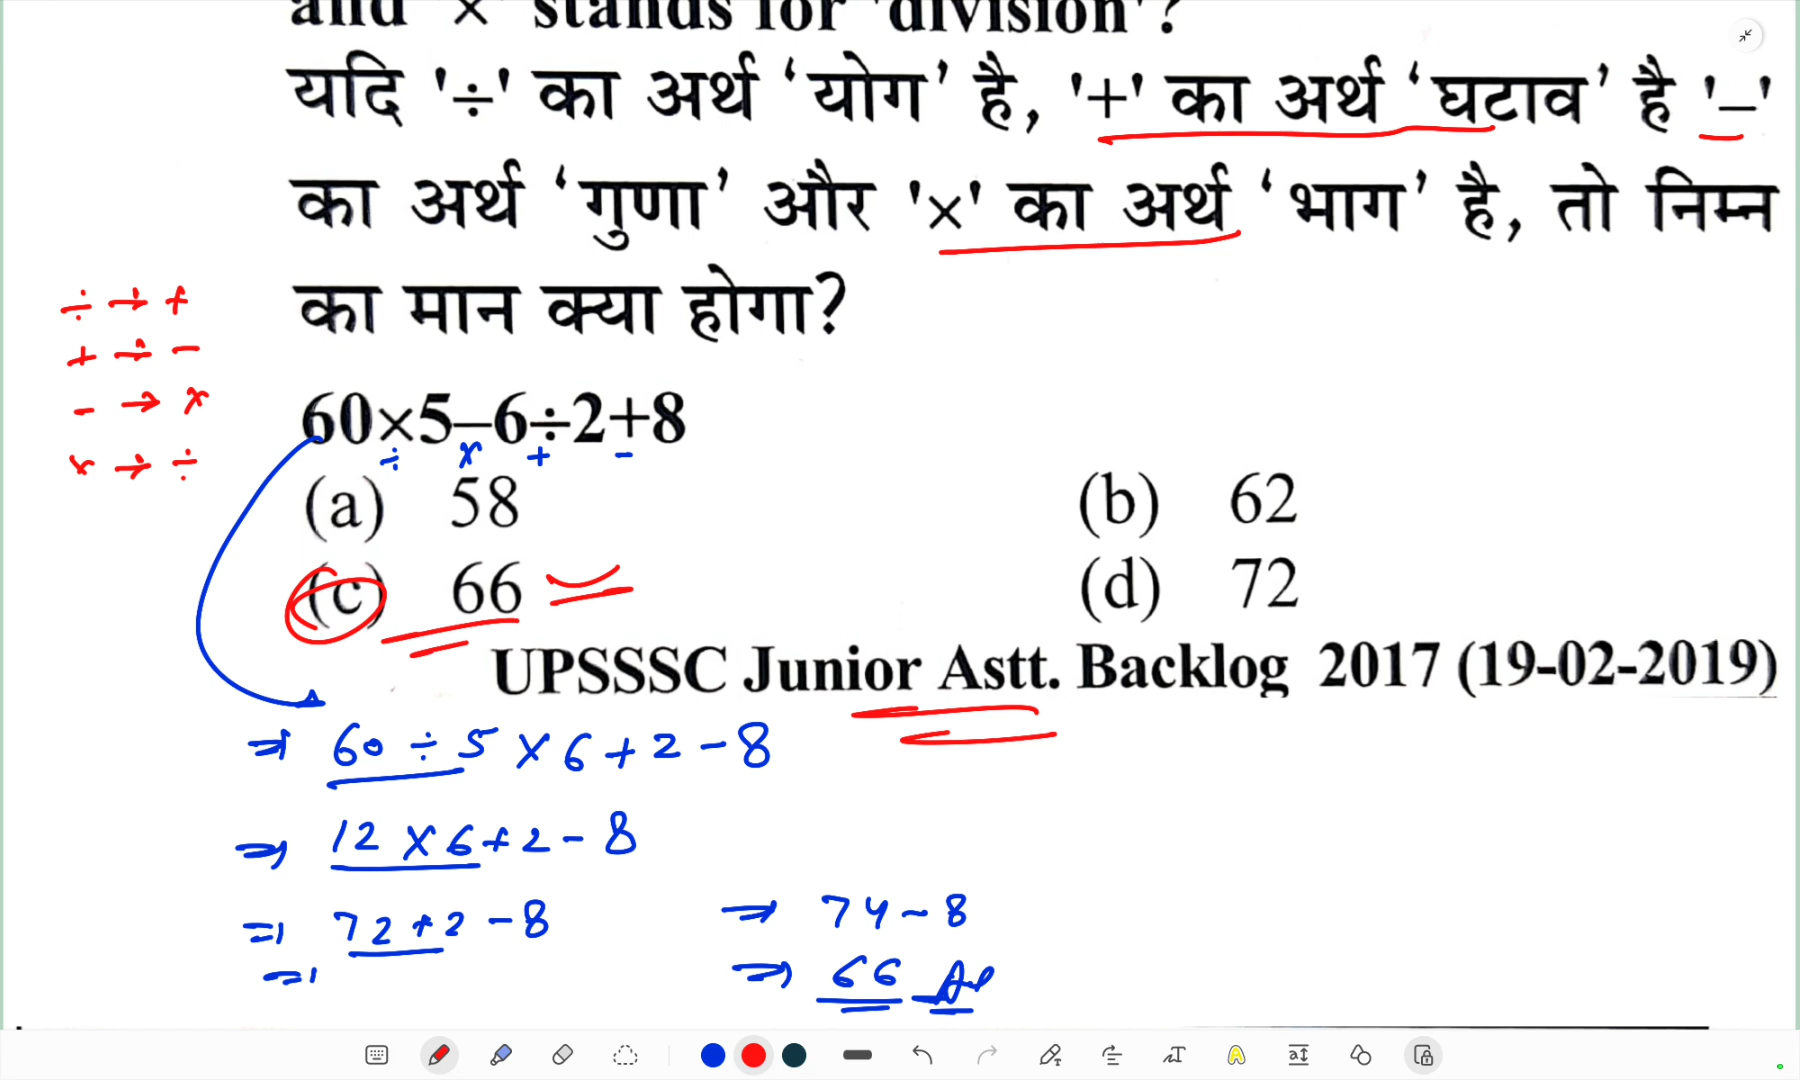 and '×' stands for 'division'?
यदि '÷' का अर्थ ‘योग’ है, '+' का अर्थ ‘घटाव’ है '–'
का अर्थ ‘गुणा’ और '×' का अर्थ ‘भाग’ है, तो निम्न
का मान क्या होगा?
÷ → +
+ → −
− → ×
× → ÷
60×5–6÷2+8
÷ × + −
(a) 58
(b) 62
(c) 66
(d) 72
UPSSSC Junior Astt. Backlog 2017 (19-02-2019)
⇒ 60 ÷ 5 × 6 + 2 − 8
⇒ 12 × 6 + 2 − 8
⇒ 72 + 2 − 8
⇒
⇒ 74 − 8
⇒ 66